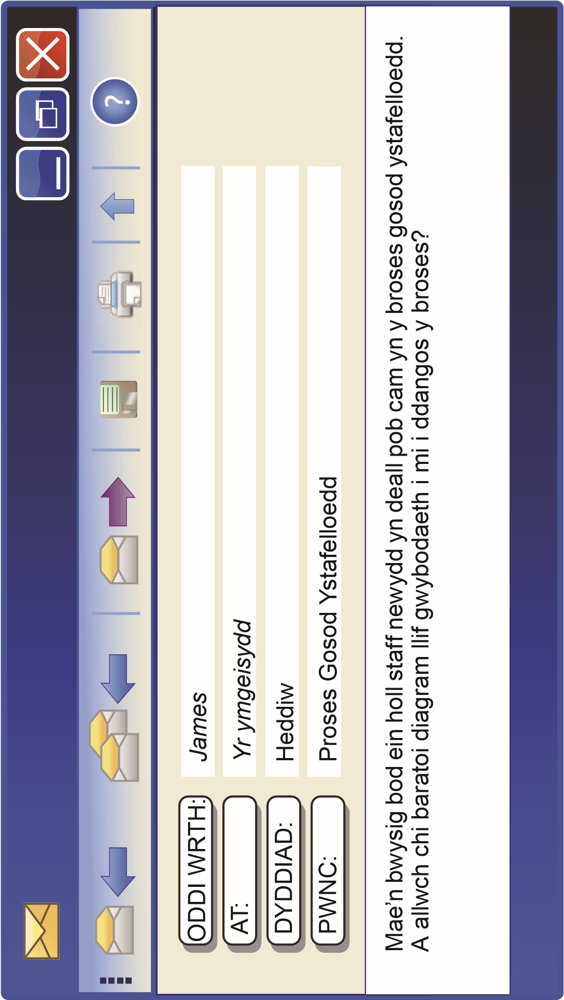 ODDI WRTH: James
AT: Yr ymgeisydd
DYDDIAD: Heddiw
PWNC: Proses Gosod Ystafelloedd
Mae’n bwysig bod ein holl staff newydd yn deall pob cam yn y broses gosod ystafelloedd.
A allwch chi baratoi diagram llif gwybodaeth i mi i ddangos y broses?